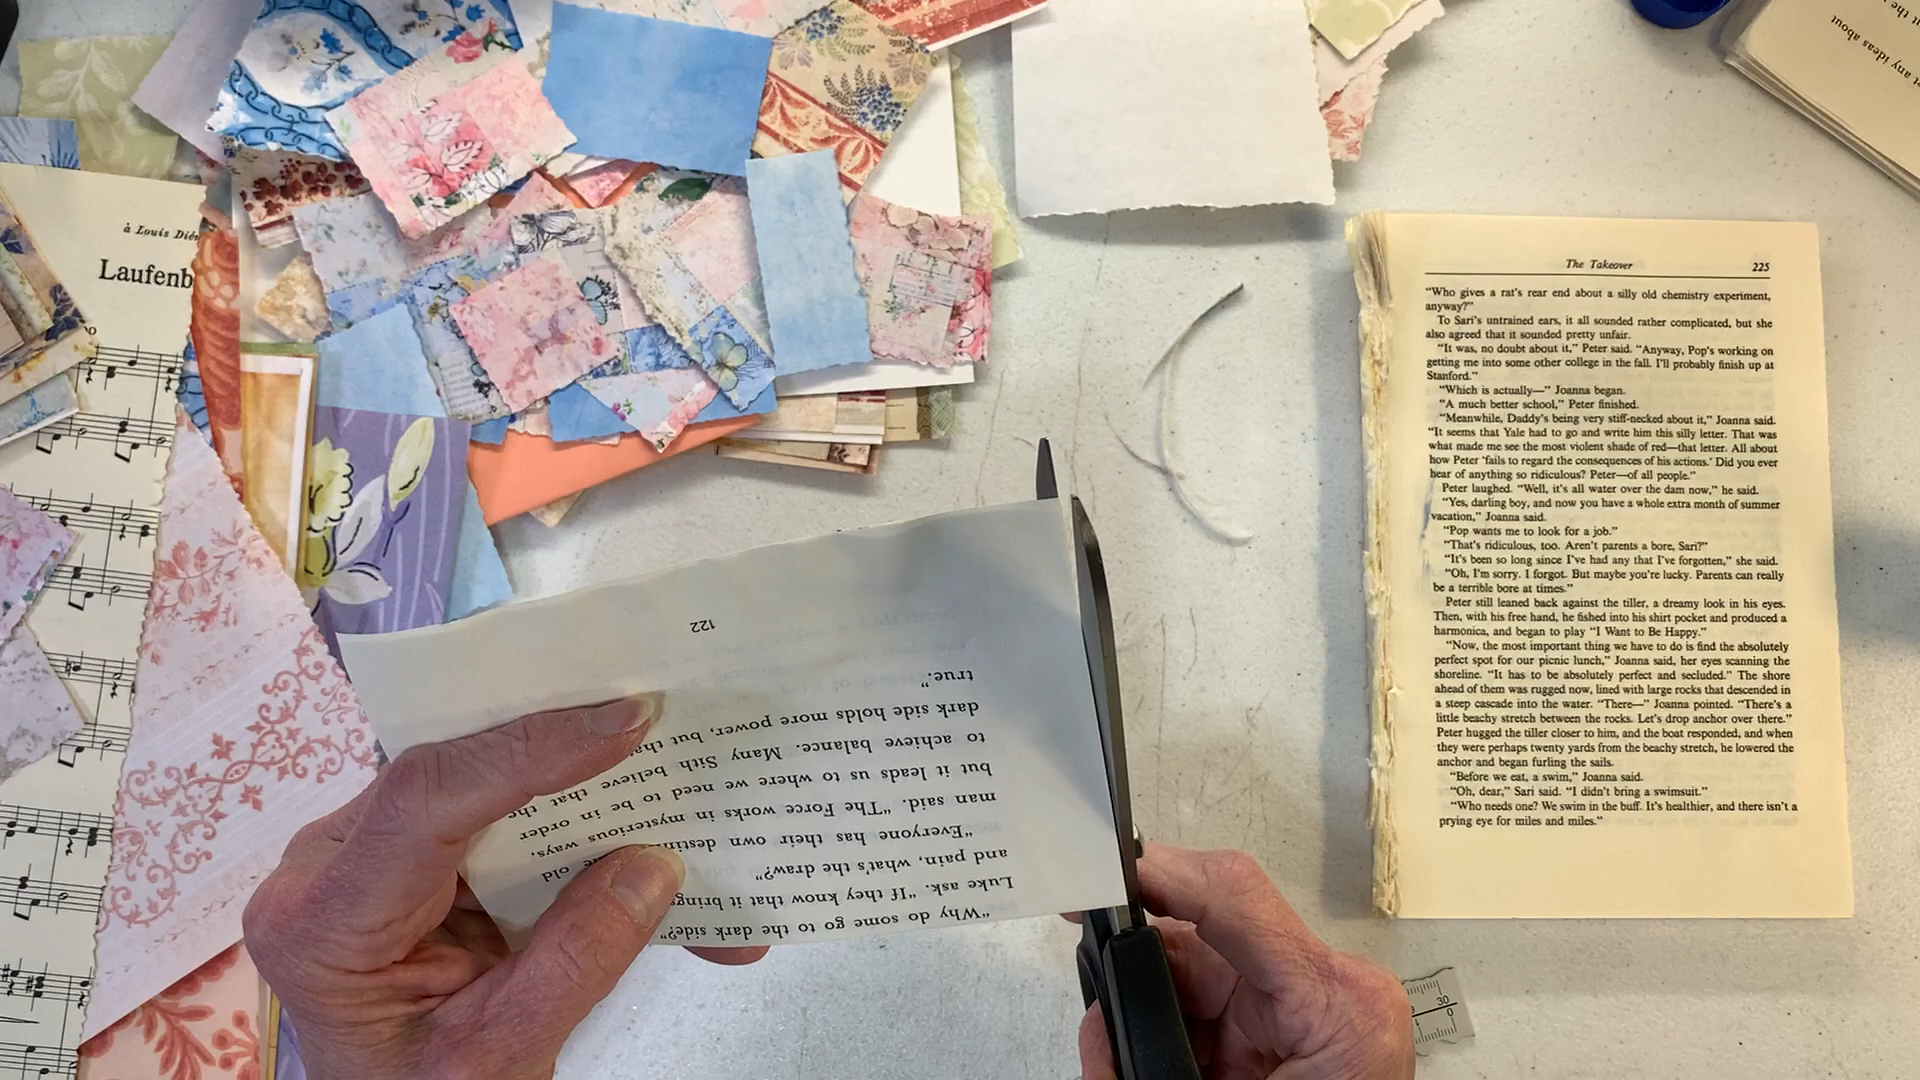 à Louis Dié
Laufenb
any ideas about
The Takeover 225
“Who gives a rat's rear end about a silly old chemistry experiment,
anyway?”
To Sari's untrained ears, it all sounded rather complicated, but she
also agreed that it sounded pretty unfair.
“It was, no doubt about it,” Peter said. “Anyway, Pop's working on
getting me into some other college in the fall. I'll probably finish up at
Stanford.”
“Which is actually—” Joanna began.
“A much better school,” Peter finished.
“Meanwhile, Daddy's being very stiff-necked about it,” Joanna said.
“It seems that Yale had to go and write him this silly letter. That was
what made me see the most violent shade of red—that letter. All about
how Peter ‘fails to regard the consequences of his actions.’ Did you ever
hear of anything so ridiculous? Peter—of all people.”
Peter laughed. “Well, it's all water over the dam now,” he said.
“Yes, darling boy, and now you have a whole extra month of summer
vacation,” Joanna said.
“Pop wants me to look for a job.”
“That's ridiculous, too. Aren't parents a bore, Sari?”
“It's been so long since I've had any that I've forgotten,” she said.
“Oh, I'm sorry. I forgot. But maybe you're lucky. Parents can really
be a terrible bore at times.”
Peter still leaned back against the tiller, a dreamy look in his eyes.
Then, with his free hand, he fished into his shirt pocket and produced a
harmonica, and began to play “I Want to Be Happy.”
“Now, the most important thing we have to do is find the absolutely
perfect spot for our picnic lunch,” Joanna said, her eyes scanning the
shoreline. “It has to be absolutely perfect and secluded.” The shore
ahead of them was rugged now, lined with large rocks that descended in
a steep cascade into the water. “There—” Joanna pointed. “There's a
little beachy stretch between the rocks. Let's drop anchor over there.”
Peter hugged the tiller closer to him, and the boat responded, and when
they were perhaps twenty yards from the beachy stretch, he lowered the
anchor and began furling the sails.
“Before we eat, a swim,” Joanna said.
“Oh, dear,” Sari said. “I didn't bring a swimsuit.”
“Who needs one? We swim in the buff. It's healthier, and there isn't a
prying eye for miles and miles.”
“Why do some go to the dark side?”
Luke ask. “If they know that it bring
and pain, what's the draw?”
“Everyone has their own destin old
man said. “The Force works in mysterious ways,
but it leads us to where we need to be in order
to achieve balance. Many Sith believe that the
dark side holds more power, but
true.”
122
30
0